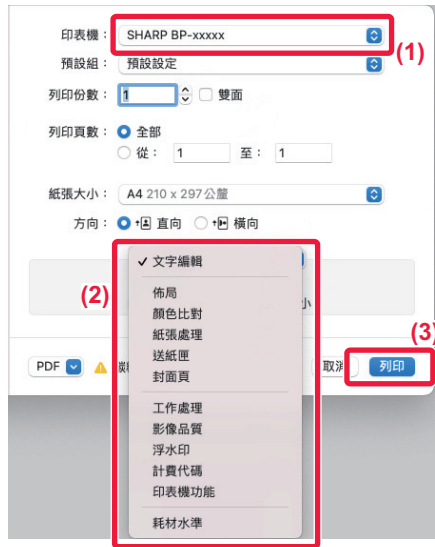 印表機： SHARP BP-xxxxx
(1)
預設組： 預設設定
列印份數： 1 雙面
列印頁數： 全部
從： 1 至： 1
紙張大小： A4 210 x 297 公釐
方向： 直向 橫向
✓ 文字編輯
(2)
佈局
顏色比對
紙張處理
送紙匣
封面頁
工作處理
影像品質
浮水印
計費代碼
印表機功能
耗材水準
(3)
PDF 取消 列印